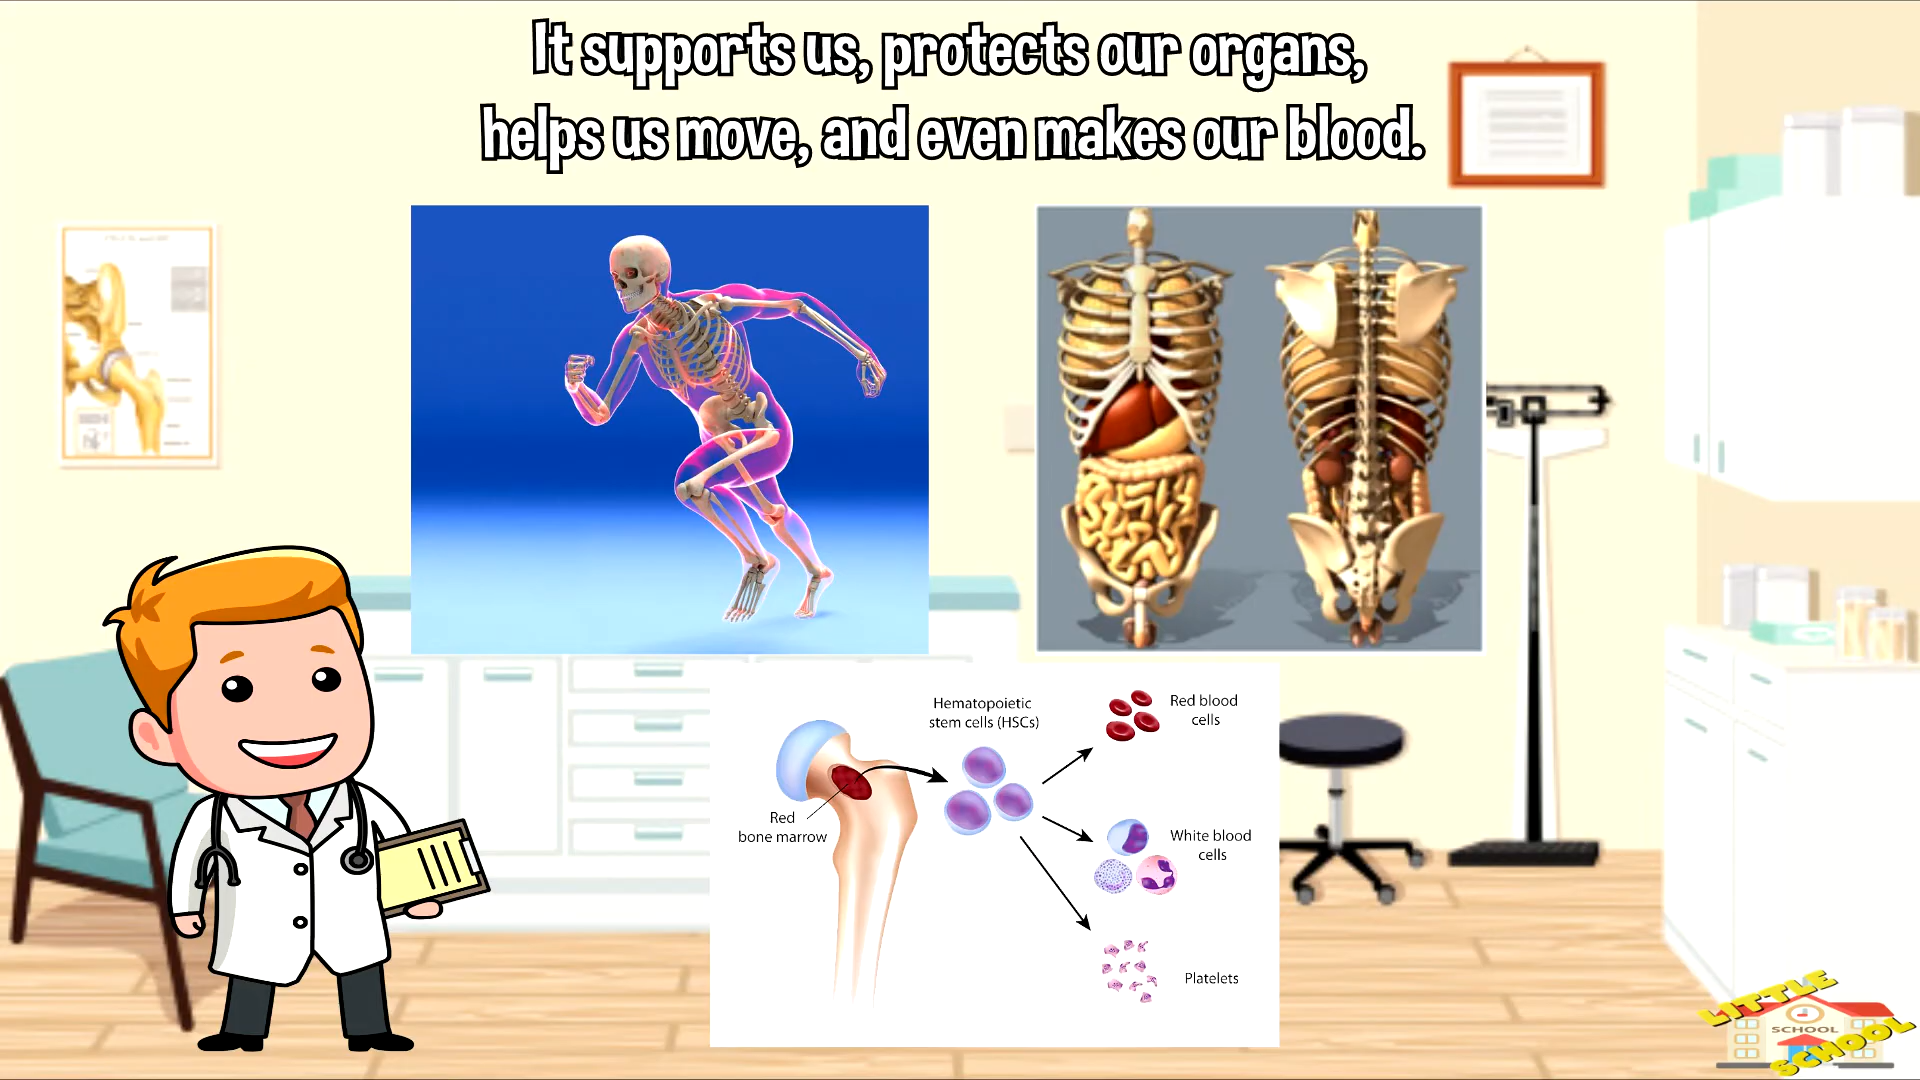 It supports us, protects our organs,
helps us move, and even makes our blood.
Hematopoietic
stem cells (HSCs)
Red blood
cells
Red
bone marrow
White blood
cells
Platelets
LITTLE
SCHOOL
SCHOOL